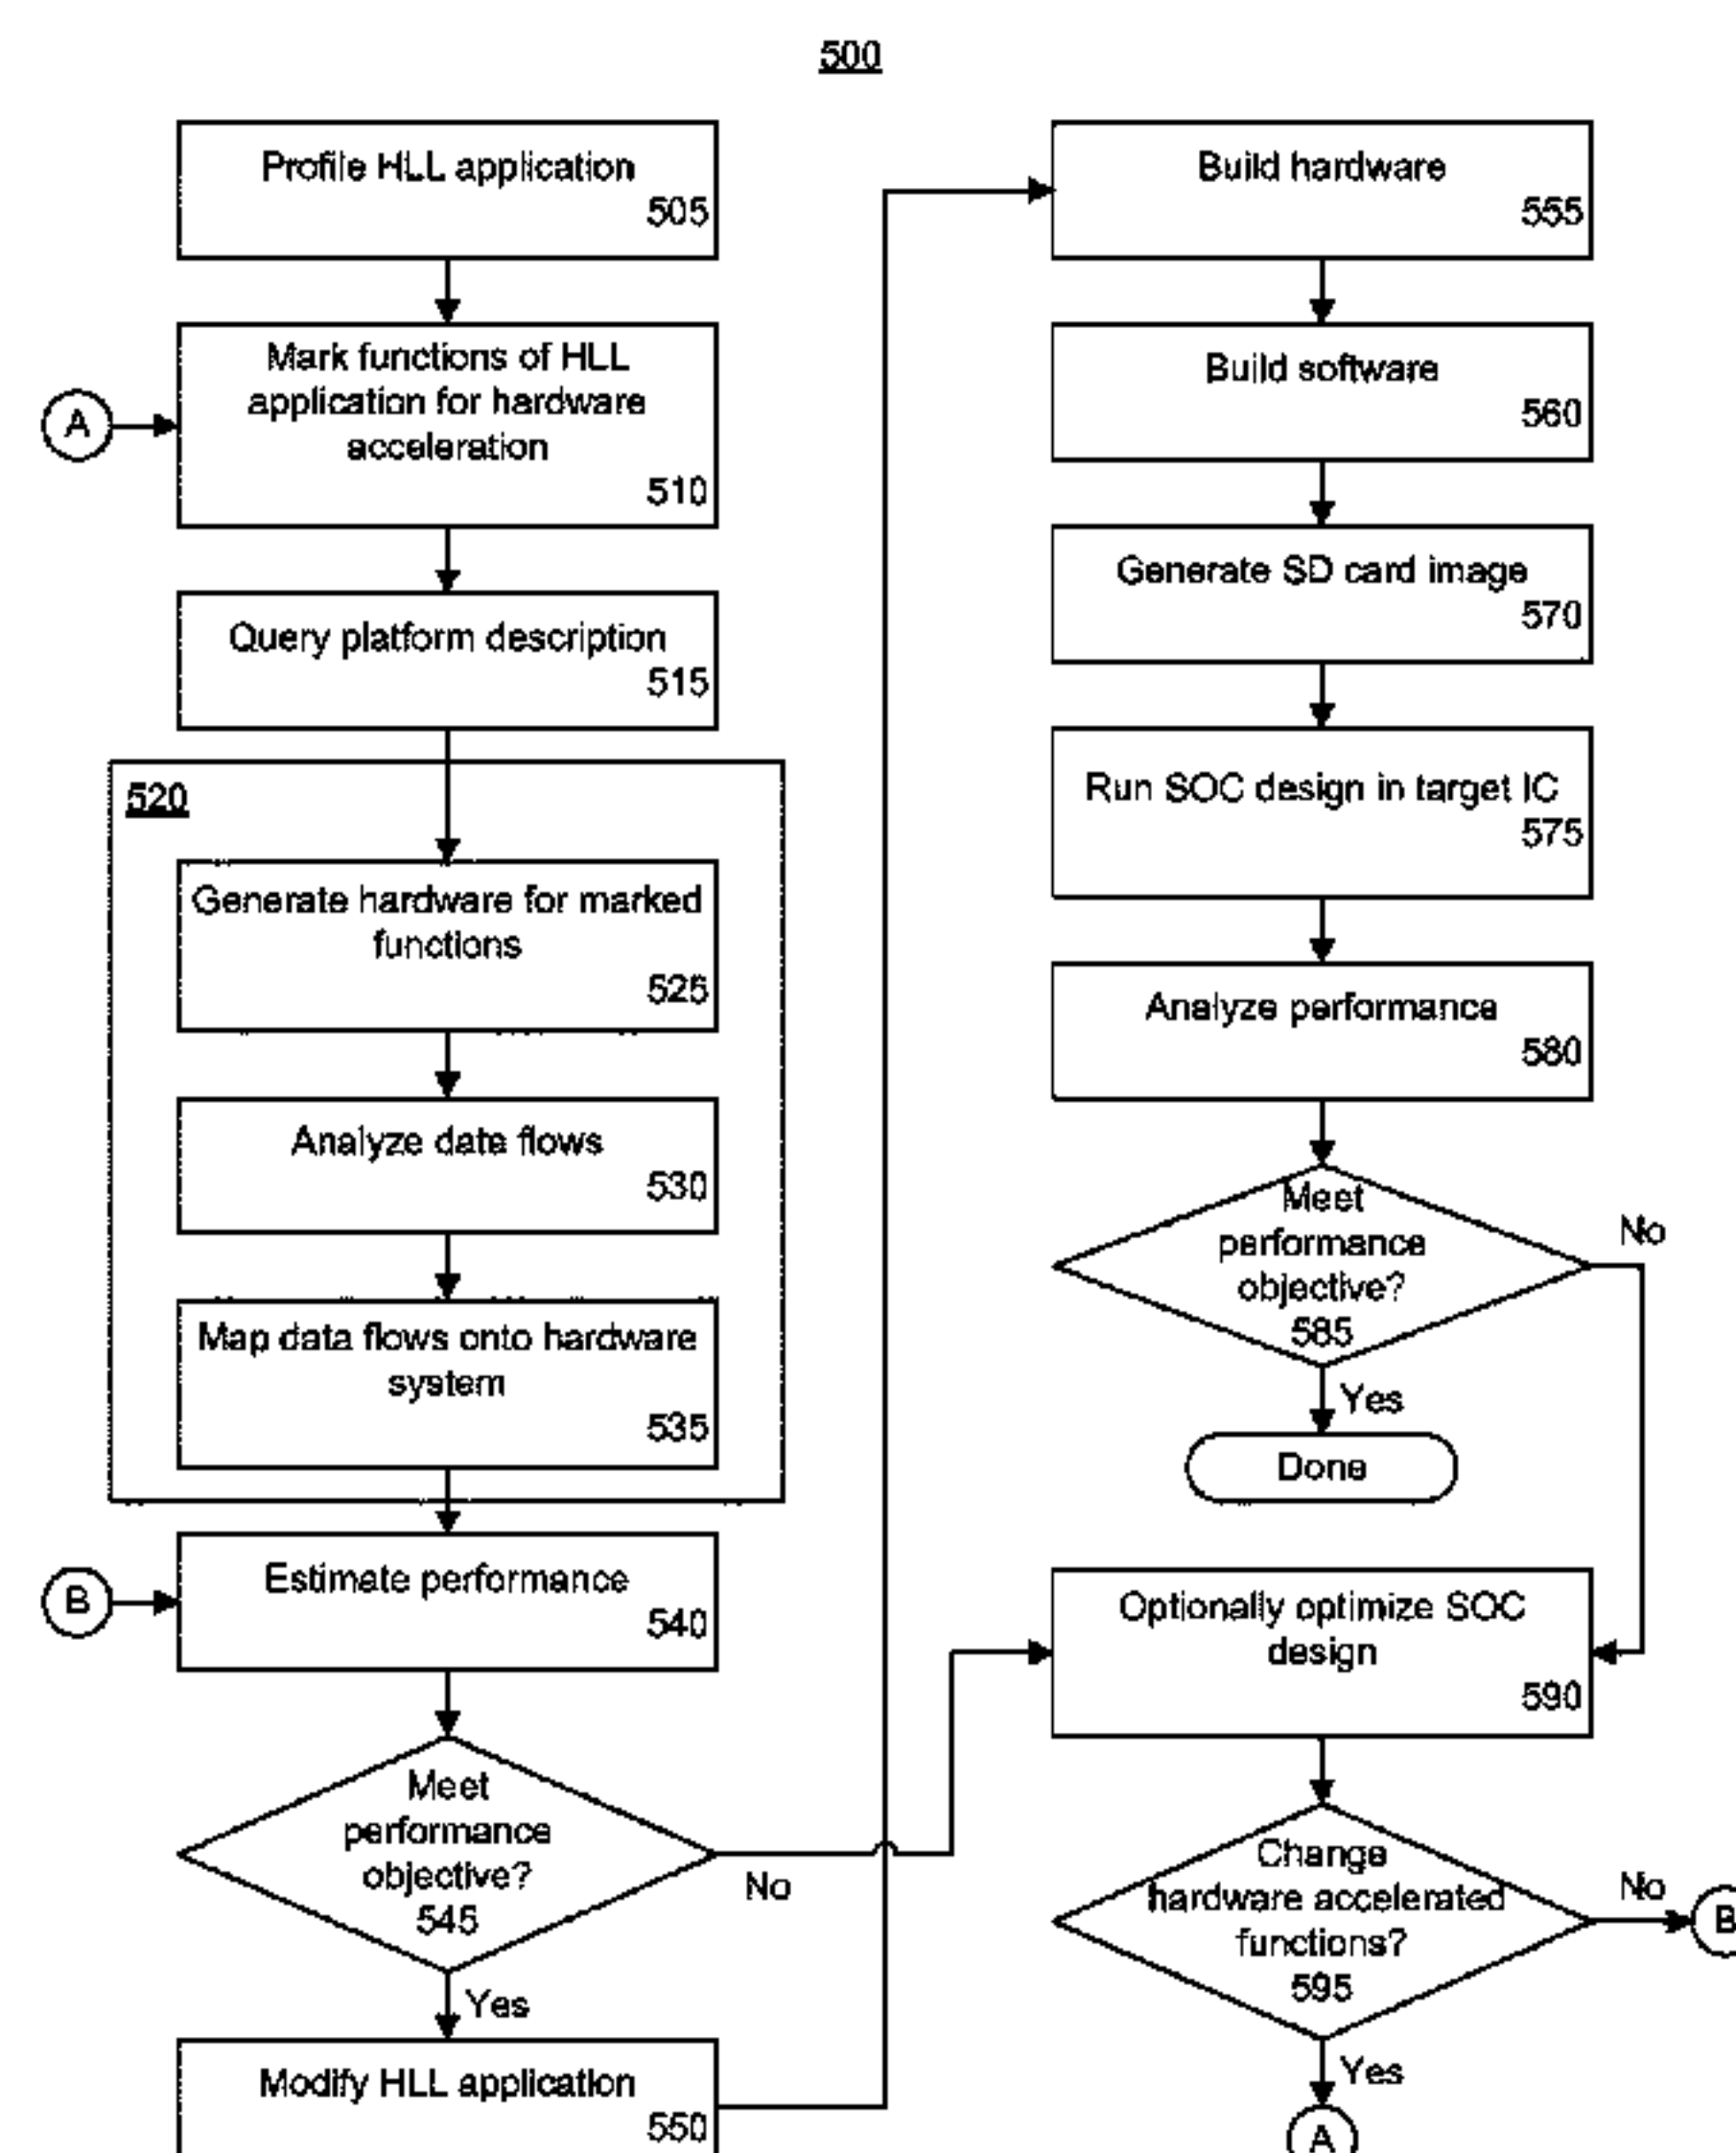 500
Profile HLL application
505
A
Mark functions of HLL
application for hardware
acceleration
510
Query platform description
515
520
Generate hardware for marked
functions
525
Analyze date flows
530
Map data flows onto hardware
system
535
B
Estimate performance
540
Meet
performance
objective?
545
No
Yes
Modify HLL application
550
Build hardware
555
Build software
560
Generate SD card image
570
Run SOC design in target IC
575
Analyze performance
580
Meet
performance
objective?
585
No
Yes
Done
Optionally optimize SOC
design
590
Change
hardware accelerated
functions?
595
No
B
Yes
A